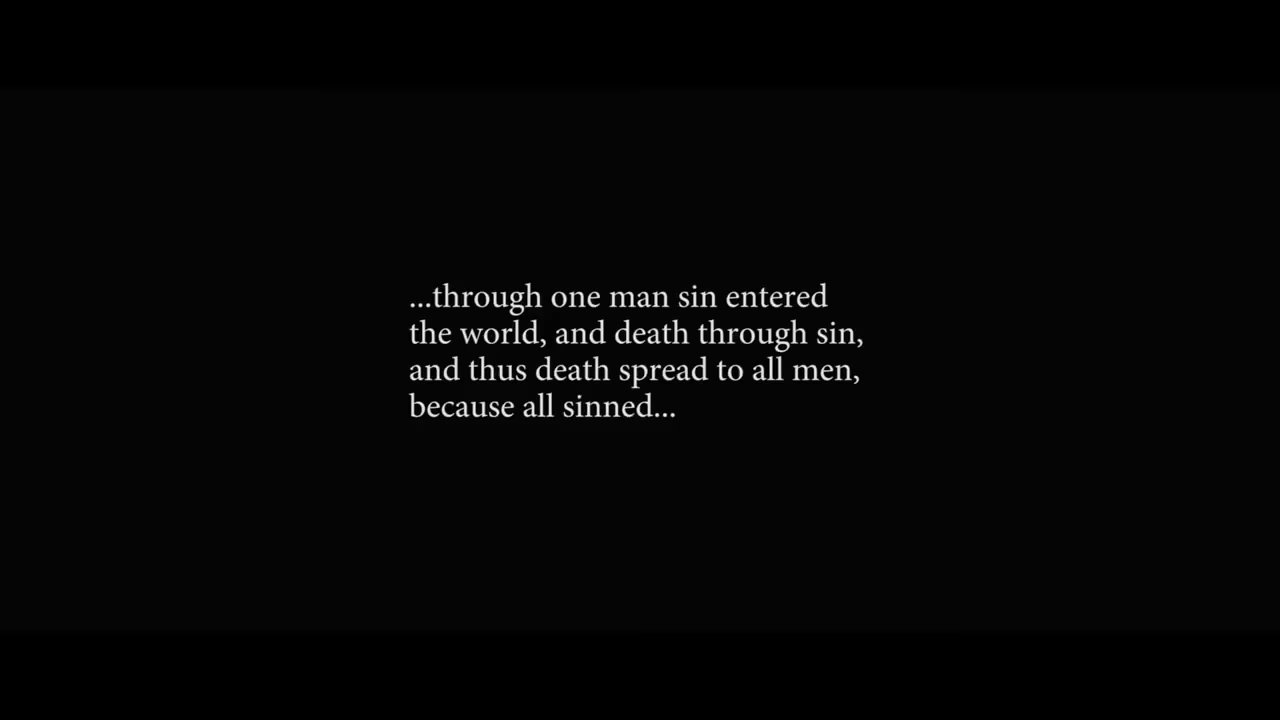 ...through one man sin entered
the world, and death through sin,
and thus death spread to all men,
because all sinned...